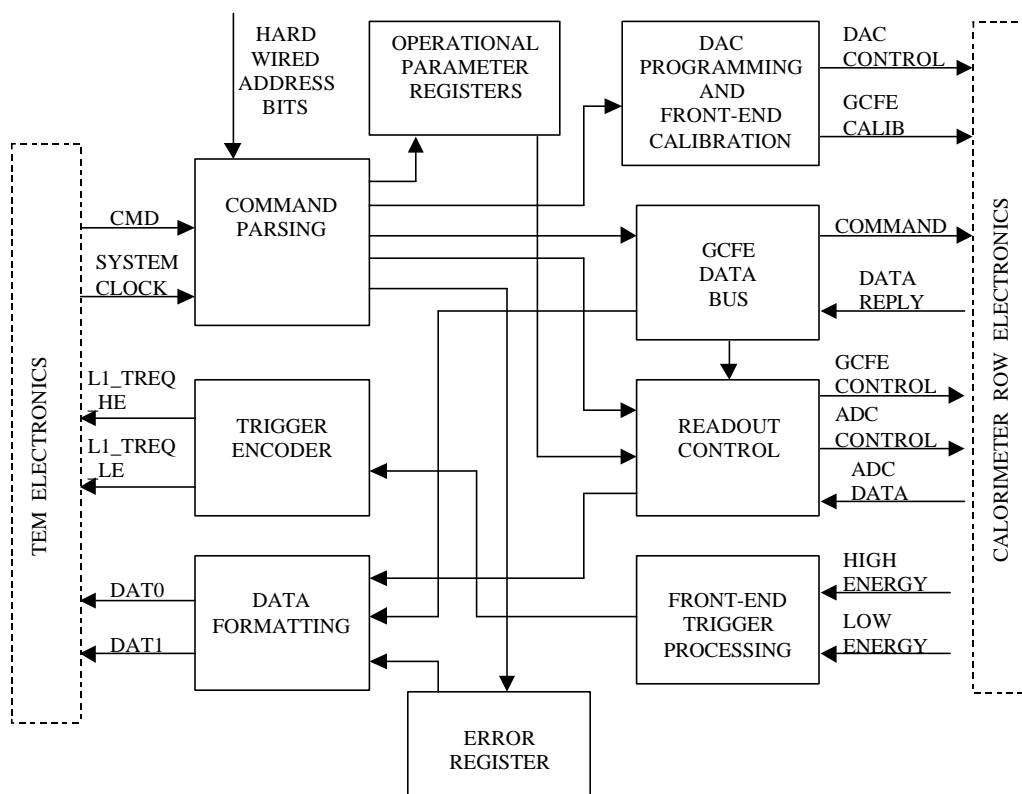 HARD
WIRED
ADDRESS
BITS
OPERATIONAL
PARAMETER
REGISTERS
DAC
PROGRAMMING
AND
FRONT-END
CALIBRATION
DAC
CONTROL
GCFE
CALIB
TEM ELECTRONICS
CMD
SYSTEM
CLOCK
COMMAND
PARSING
GCFE
DATA
BUS
COMMAND
DATA
REPLY
CALORIMETER ROW ELECTRONICS
L1_TREQ
_HE
L1_TREQ
_LE
TRIGGER
ENCODER
READOUT
CONTROL
GCFE
CONTROL
ADC
CONTROL
ADC
DATA
DAT0
DAT1
DATA
FORMATTING
FRONT-END
TRIGGER
PROCESSING
HIGH
ENERGY
LOW
ENERGY
ERROR
REGISTER